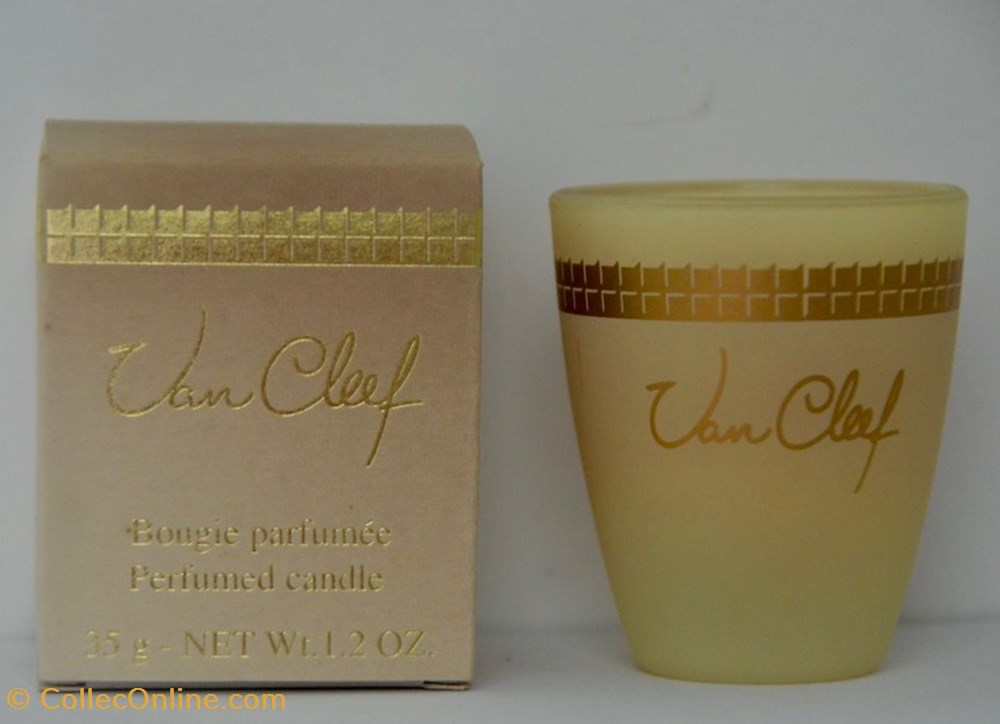 Van Cleef
Bougie parfumée
Perfumed candle
35 g - NET Wt.1.2 OZ.
Van Cleef
© CollecOnline.com